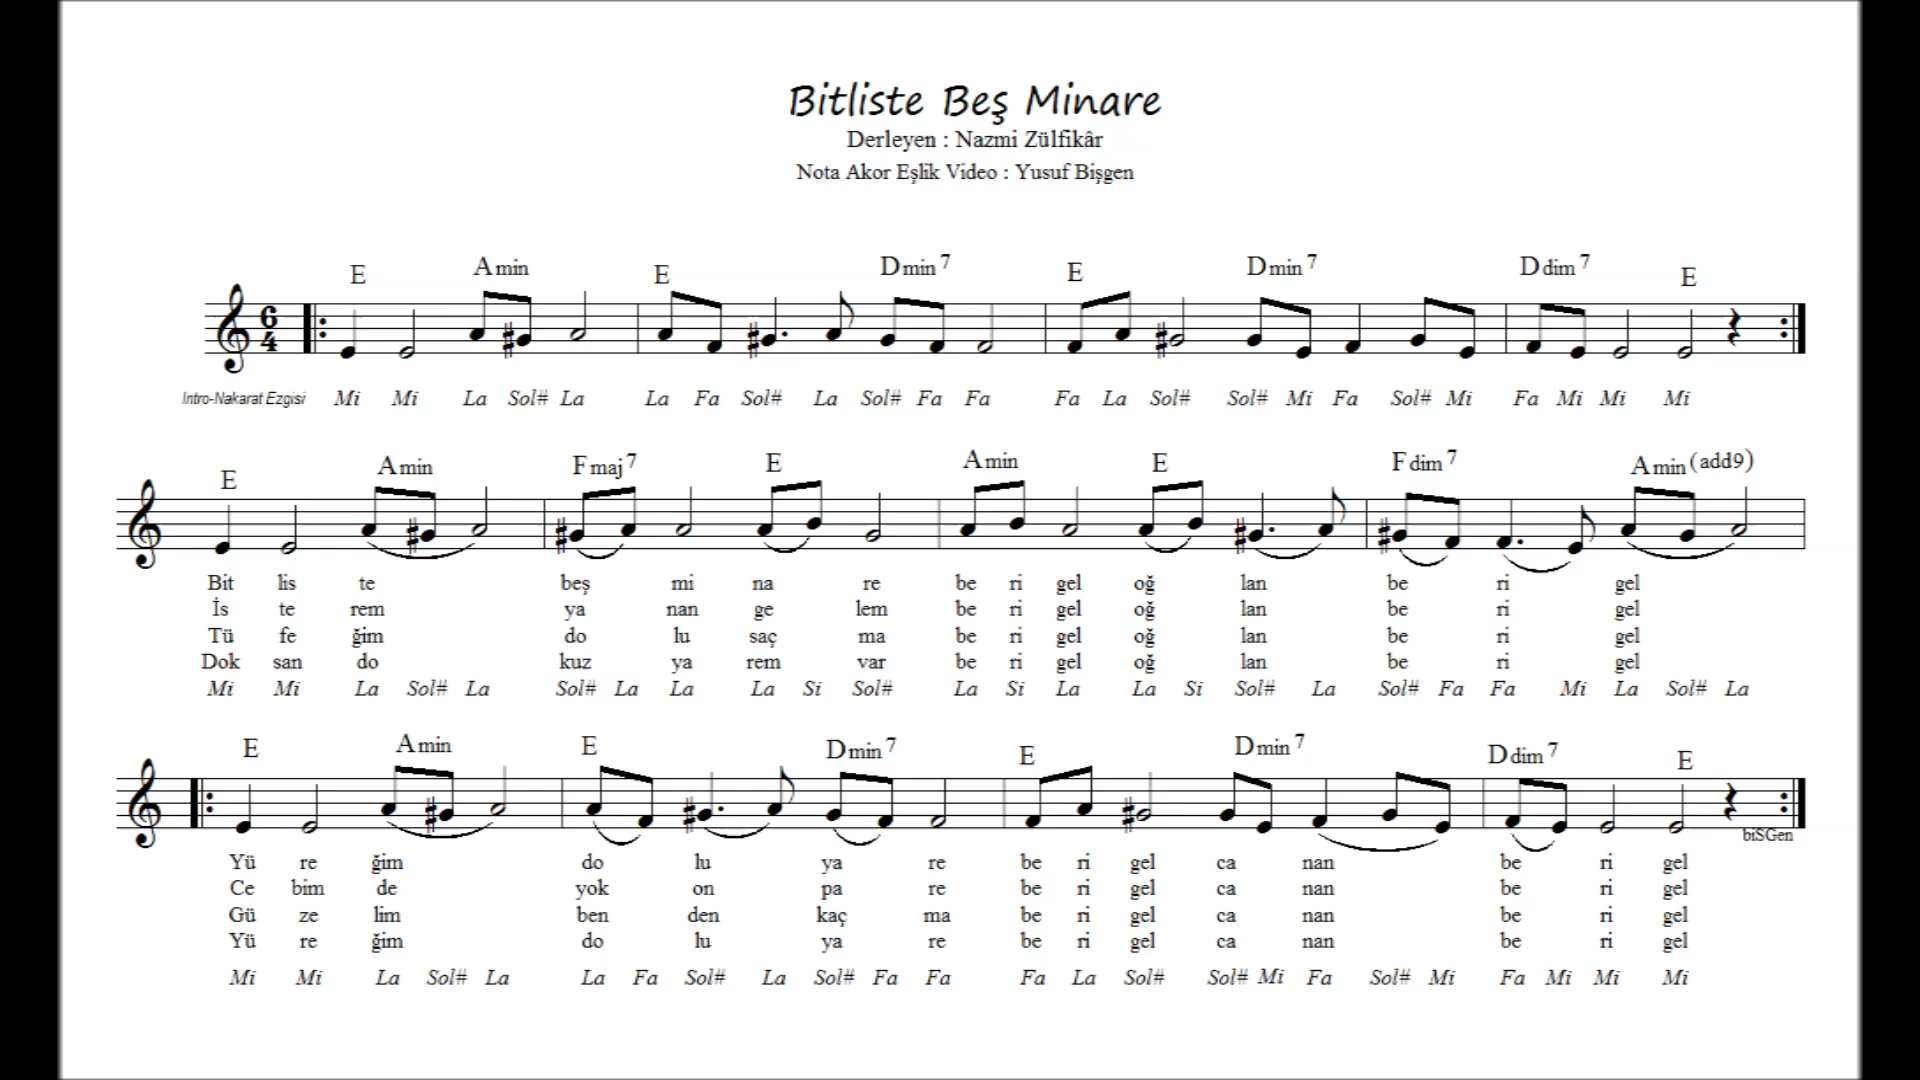 Bitliste Beş Minare
Derleyen : Nazmi Zülfikâr
Nota Akor Eşlik Video : Yusuf Bişgen
E Amin E Dmin7 E Dmin7 Ddim7 E
6
4
Intro-Nakarat Ezgisi Mi Mi La Sol# La La Fa Sol# La Sol# Fa Fa Fa La Sol# Sol# Mi Fa Sol# Mi Fa Mi Mi Mi
E Amin Fmaj7 E Amin E Fdim7 Amin(add9)
Bit lis te beş mi na re be ri gel oğ lan be ri gel
İs te rem ya nan ge lem be ri gel oğ lan be ri gel
Tü fe ğim do lu saç ma be ri gel oğ lan be ri gel
Dok san do kuz ya rem var be ri gel oğ lan be ri gel
Mi Mi La Sol# La Sol# La La La Si Sol# La Si La La Si Sol# La Sol# Fa Fa Mi La Sol# La
E Amin E Dmin7 E Dmin7 Ddim7 E
biSGen
Yü re ğim do lu ya re be ri gel ca nan be ri gel
Ce bim de yok on pa re be ri gel ca nan be ri gel
Gü ze lim ben den kaç ma be ri gel ca nan be ri gel
Yü re ğim do lu ya re be ri gel ca nan be ri gel
Mi Mi La Sol# La La Fa Sol# La Sol# Fa Fa Fa La Sol# Sol# Mi Fa Sol# Mi Fa Mi Mi Mi